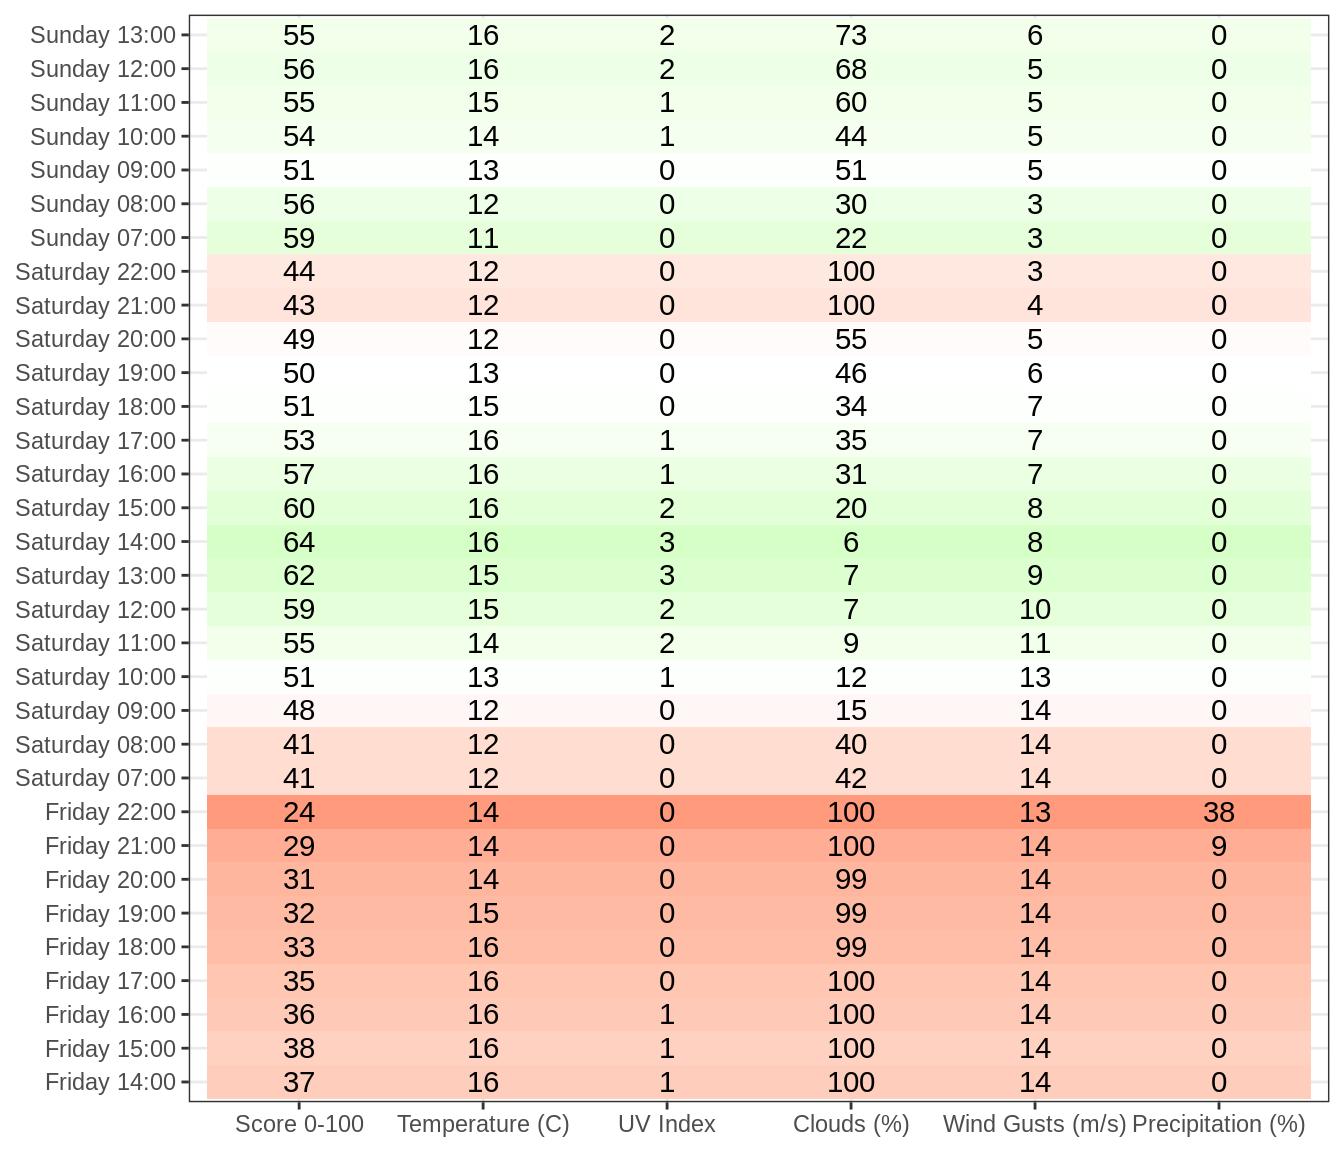 Sunday 13:00 55 16 2 73 6 0
Sunday 12:00 56 16 2 68 5 0
Sunday 11:00 55 15 1 60 5 0
Sunday 10:00 54 14 1 44 5 0
Sunday 09:00 51 13 0 51 5 0
Sunday 08:00 56 12 0 30 3 0
Sunday 07:00 59 11 0 22 3 0
Saturday 22:00 44 12 0 100 3 0
Saturday 21:00 43 12 0 100 4 0
Saturday 20:00 49 12 0 55 5 0
Saturday 19:00 50 13 0 46 6 0
Saturday 18:00 51 15 0 34 7 0
Saturday 17:00 53 16 1 35 7 0
Saturday 16:00 57 16 1 31 7 0
Saturday 15:00 60 16 2 20 8 0
Saturday 14:00 64 16 3 6 8 0
Saturday 13:00 62 15 3 7 9 0
Saturday 12:00 59 15 2 7 10 0
Saturday 11:00 55 14 2 9 11 0
Saturday 10:00 51 13 1 12 13 0
Saturday 09:00 48 12 0 15 14 0
Saturday 08:00 41 12 0 40 14 0
Saturday 07:00 41 12 0 42 14 0
Friday 22:00 24 14 0 100 13 38
Friday 21:00 29 14 0 100 14 9
Friday 20:00 31 14 0 99 14 0
Friday 19:00 32 15 0 99 14 0
Friday 18:00 33 16 0 99 14 0
Friday 17:00 35 16 0 100 14 0
Friday 16:00 36 16 1 100 14 0
Friday 15:00 38 16 1 100 14 0
Friday 14:00 37 16 1 100 14 0
Score 0-100 Temperature (C) UV Index Clouds (%) Wind Gusts (m/s) Precipitation (%)